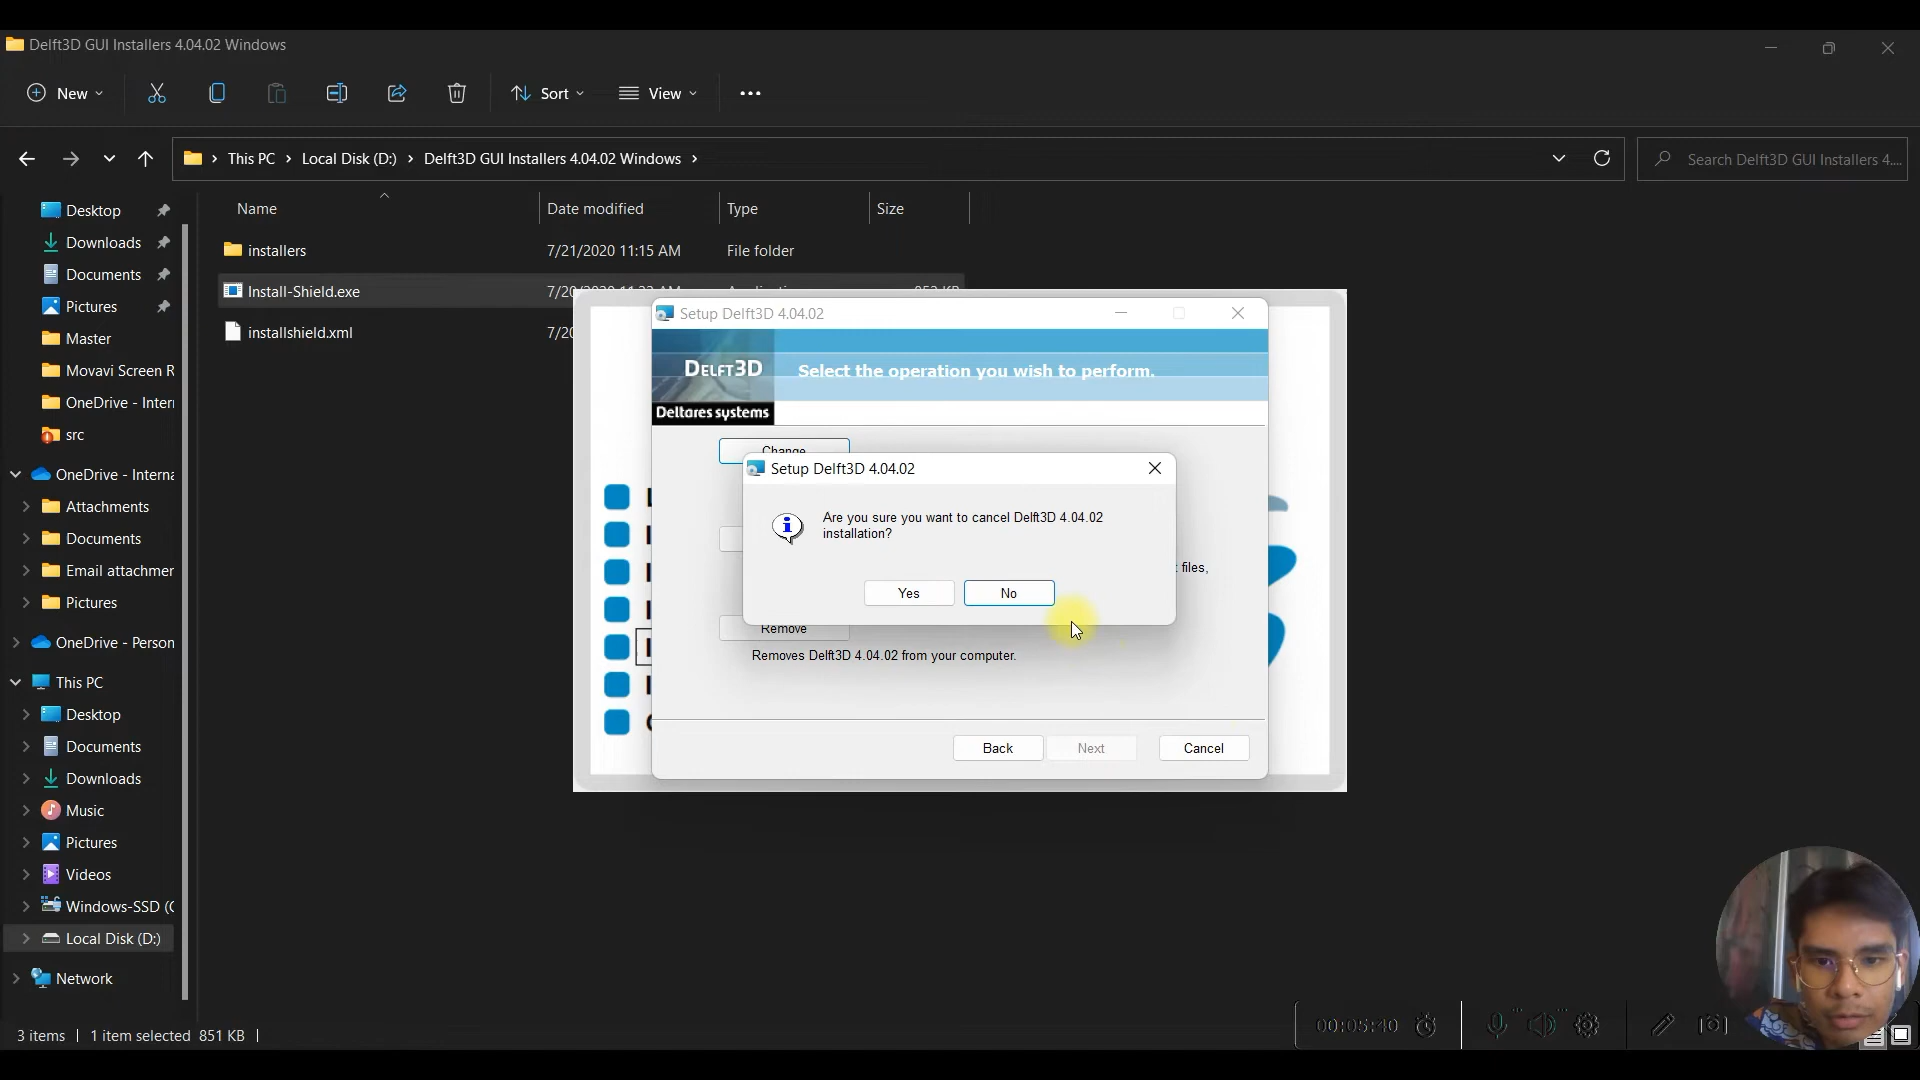 Delft3D GUI Installers 4.04.02 Windows
New
Sort
View
This PC
Local Disk (D:)
Delft3D GUI Installers 4.04.02 Windows
Search Delft3D GUI Installers 4....
Name
Date modified
Type
Size
installers
7/21/2020 11:15 AM
File folder
Install-Shield.exe
installshield.xml
7/20
Desktop
Downloads
Documents
Pictures
Master
Movavi Screen R
OneDrive - Inter
src
OneDrive - Interna
Attachments
Documents
Email attachmer
Pictures
OneDrive - Person
This PC
Desktop
Documents
Downloads
Music
Pictures
Videos
Windows-SSD (C
Local Disk (D:)
Network
3 items
1 item selected
851 KB
Setup Delft3D 4.04.02
DELFT3D
Deltares systems
Select the operation you wish to perform.
Change
Setup Delft3D 4.04.02
Are you sure you want to cancel Delft3D 4.04.02
installation?
Yes
No
files,
Remove
Removes Delft3D 4.04.02 from your computer.
Back
Next
Cancel
00:05:40